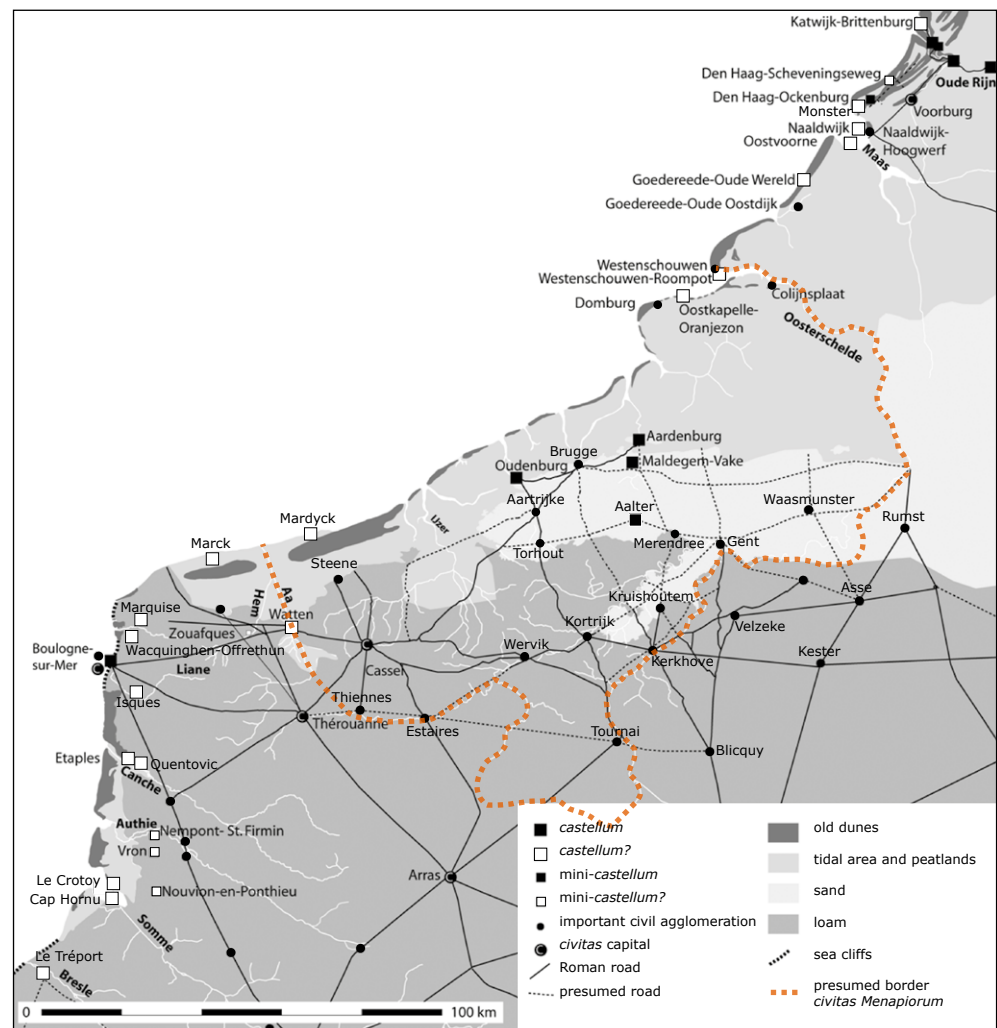 Katwijk-Brittenburg
Den Haag-Scheveningseweg
Oude Rijn
Den Haag-Ockenburg
Monster
Voorburg
Naaldwijk
Naaldwijk-
Hoogwerf
Oostvoorne
Maas
Goedereede-Oude Wereld
Goedereede-Oude Oostdijk
Westenschouwen
Westenschouwen-Roompot
Colijnsplaat
Domburg
Oostkapelle-
Oranjezon
Oosterschelde
Aardenburg
Brugge
Maldegem-Vake
Oudenburg
Aartrijke
Aalter
Waasmunster
Rumst
IJzer
Mardyck
Marck
Torhout
Merendree
Gent
Steene
Aa
Hem
Watten
Marquise
Zouafques
Wacquinghen-Offrethun
Boulogne-
sur-Mer
Liane
Cassel
Kruishoutem
Kortrijk
Wervik
Velzeke
Asse
Kester
Kerkhove
Isques
Thiennes
Thérouanne
Estaires
Tournai
Blicquy
Etaples
Quentovic
Canche
Authie
Nempont- St.Firmin
Vron
Arras
Le Crotoy
Nouvion-en-Ponthieu
Cap Hornu
Somme
Le Tréport
Bresle
0
100 km
castellum
castellum?
mini-castellum
mini-castellum?
important civil agglomeration
civitas capital
Roman road
presumed road
old dunes
tidal area and peatlands
sand
loam
sea cliffs
presumed border
civitas Menapiorum